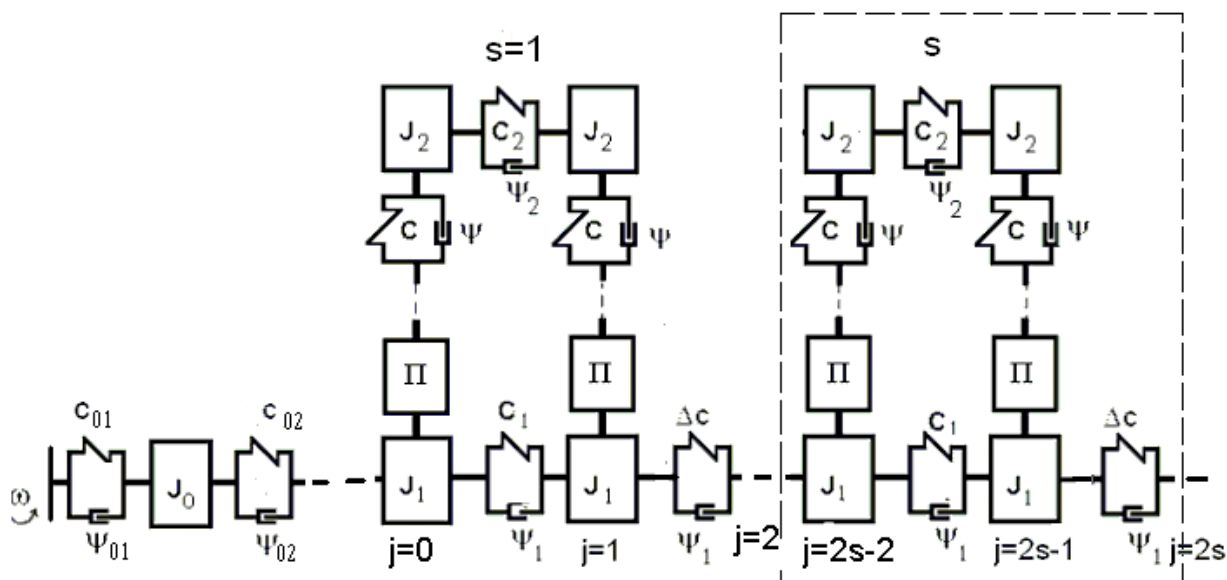 s=1
s
J₂ C₂ J₂ J₂ C₂ J₂
Ψ₂ Ψ₂
C Ψ C Ψ C Ψ C Ψ
Π Π Π Π
c₀₁ c₀₂ C₁ Δc C₁ Δc
ω J₀ J₁ J₁ J₁ J₁
Ψ₀₁ Ψ₀₂ j=0 Ψ₁ j=1 Ψ₁ j=2 j=2s-2 Ψ₁ j=2s-1 Ψ₁ j=2s